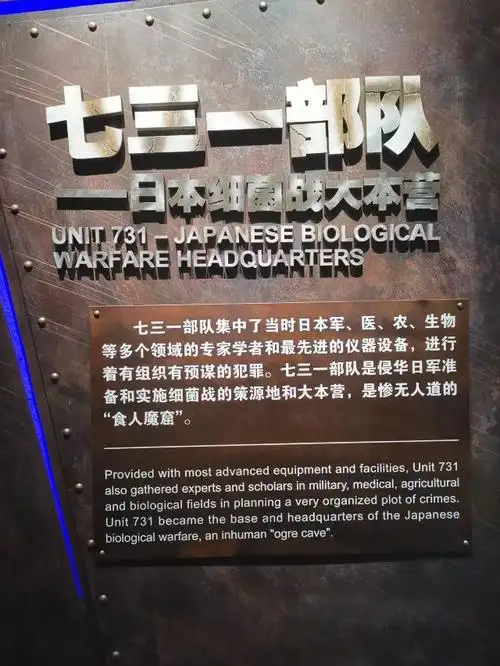 七三一部队
——日本细菌战大本营
UNIT 731 – JAPANESE BIOLOGICAL
WARFARE HEADQUARTERS
七三一部队集中了当时日本军、医、农、生物
等多个领域的专家学者和最先进的仪器设备，进行
着有组织有预谋的犯罪。七三一部队是侵华日军准
备和实施细菌战的策源地和大本营，是惨无人道的
“食人魔窟”。
Provided with most advanced equipment and facilities, Unit 731
also gathered experts and scholars in military, medical, agricultural
and biological fields in planning a very organized plot of crimes.
Unit 731 became the base and headquarters of the Japanese
biological warfare, an inhuman "ogre cave".